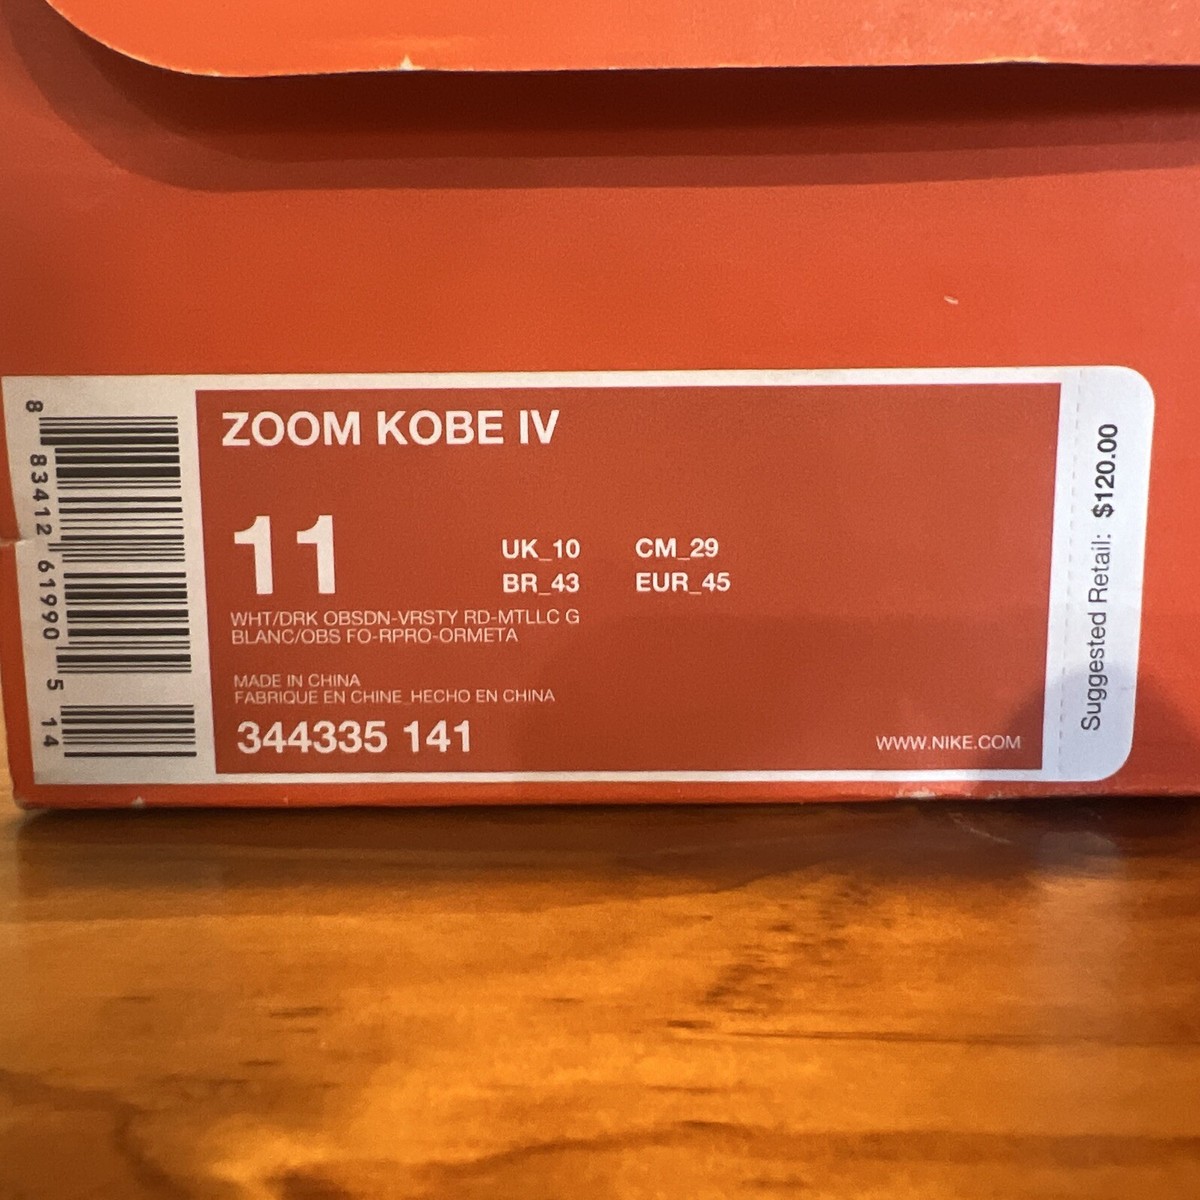 ZOOM KOBE IV
11
UK_10 CM_29
BR_43 EUR_45
WHT/DRK OBSDN-VRSTY RD-MTLLC G
BLANC/OBS FO-RPRO-ORMETA
MADE IN CHINA
FABRIQUE EN CHINE_HECHO EN CHINA
344335 141
WWW.NIKE.COM
8 83412 61990 5 14
Suggested Retail: $120.00